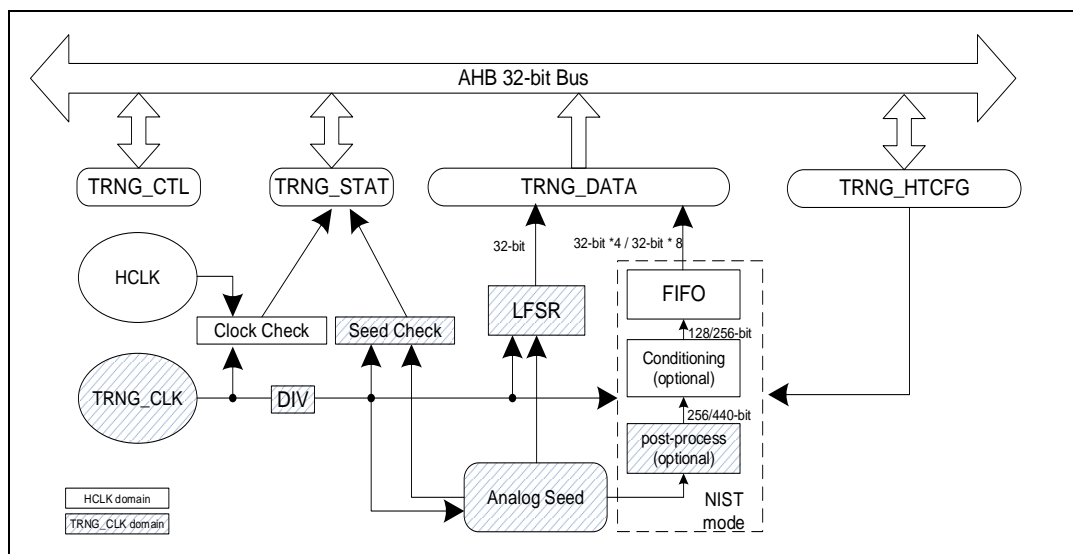 AHB 32-bit Bus
TRNG_CTL
TRNG_STAT
TRNG_DATA
TRNG_HTCFG
32-bit
32-bit *4 / 32-bit * 8
HCLK
FIFO
LFSR
Clock Check
Seed Check
128/256-bit
Conditioning
(optional)
TRNG_CLK
DIV
256/440-bit
post-process
(optional)
Analog Seed
NIST
mode
HCLK domain
TRNG_CLK domain